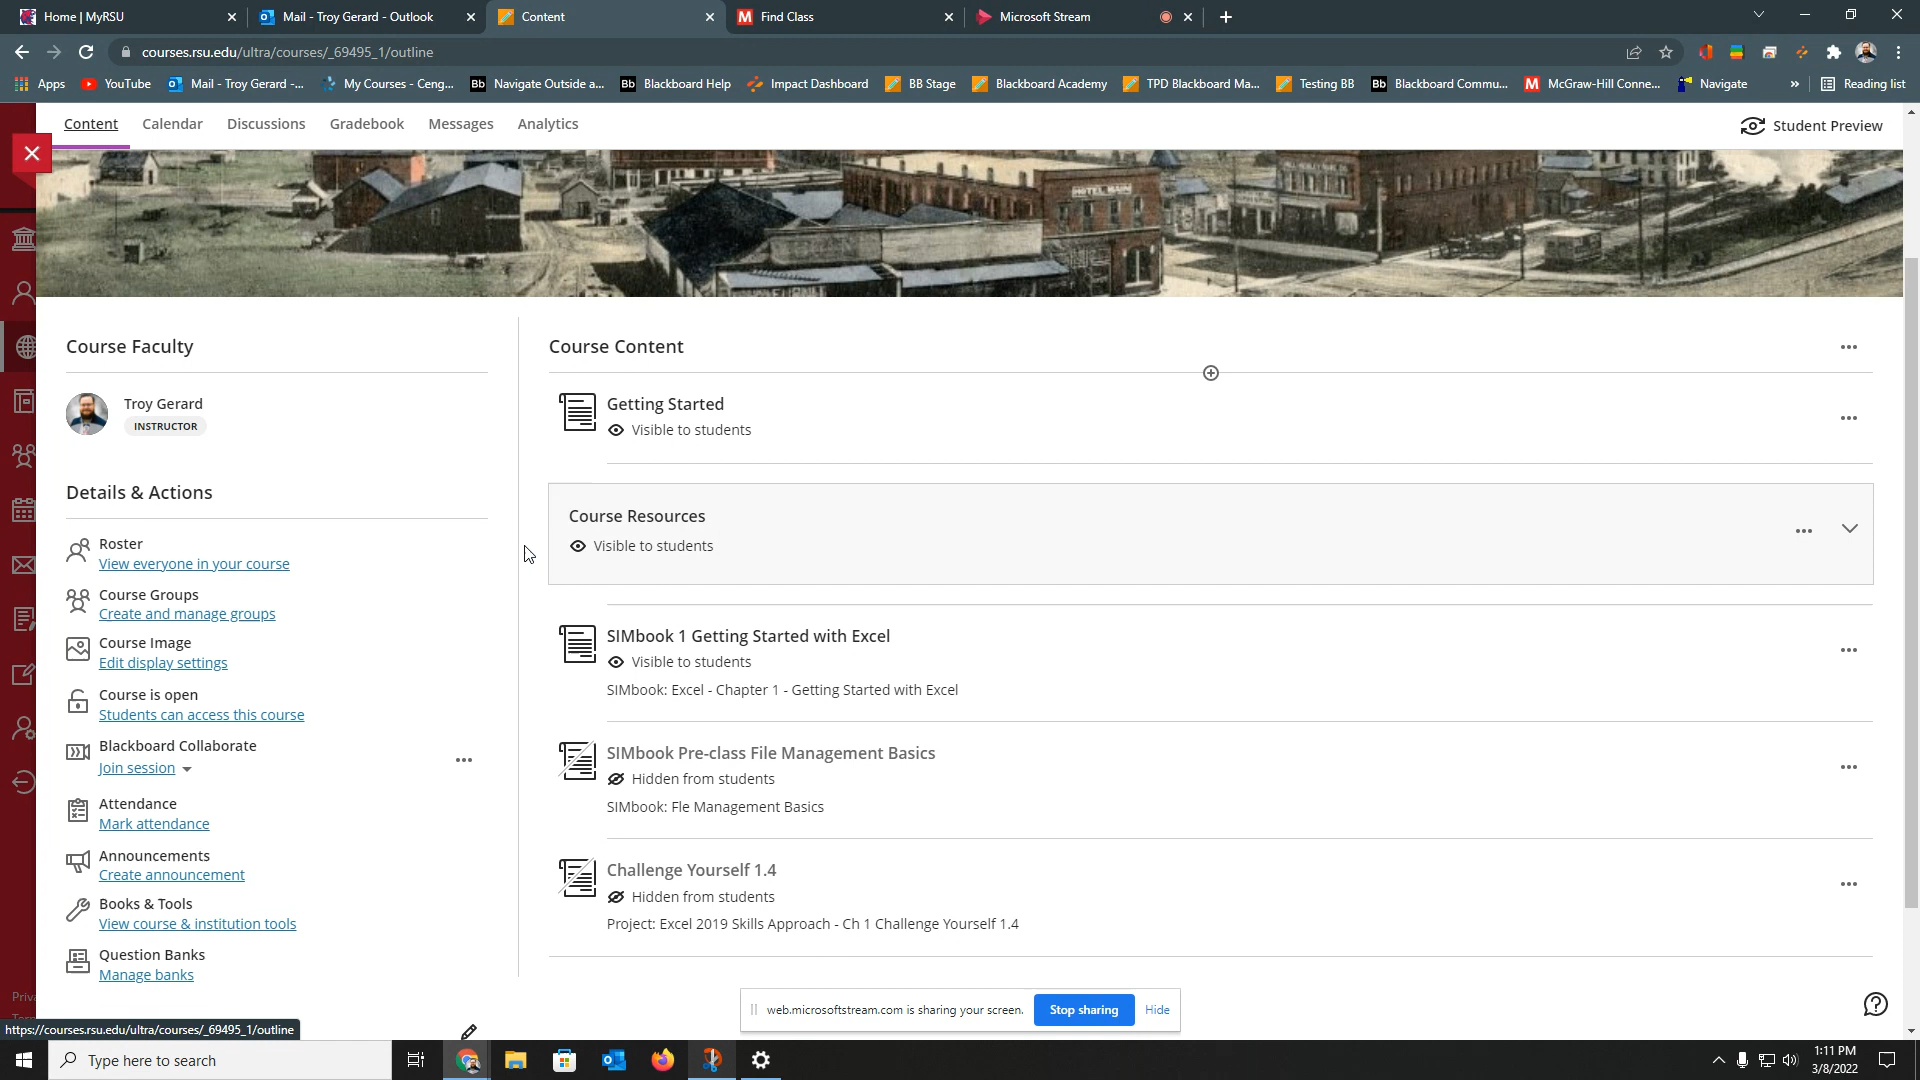 Home | MyRSU
Mail - Troy Gerard - Outlook
Content
Find Class
Microsoft Stream
courses.rsu.edu/ultra/courses/_69495_1/outline
Apps
YouTube
Mail - Troy Gerard -...
My Courses - Ceng...
Navigate Outside a...
Blackboard Help
Impact Dashboard
BB Stage
Blackboard Academy
TPD Blackboard Ma...
Testing BB
Blackboard Commu...
McGraw-Hill Conne...
Navigate
»
Reading list
Content
Calendar
Discussions
Gradebook
Messages
Analytics
Student Preview
Course Faculty
Troy Gerard
INSTRUCTOR
Details & Actions
Roster
View everyone in your course
Course Groups
Create and manage groups
Course Image
Edit display settings
Course is open
Students can access this course
Blackboard Collaborate
Join session
Attendance
Mark attendance
Announcements
Create announcement
Books & Tools
View course & institution tools
Question Banks
Manage banks
Course Content
Getting Started
Visible to students
Course Resources
Visible to students
SIMbook 1 Getting Started with Excel
Visible to students
SIMbook: Excel - Chapter 1 - Getting Started with Excel
SIMbook Pre-class File Management Basics
Hidden from students
SIMbook: Fle Management Basics
Challenge Yourself 1.4
Hidden from students
Project: Excel 2019 Skills Approach - Ch 1 Challenge Yourself 1.4
web.microsoftstream.com is sharing your screen.
Stop sharing
Hide
https://courses.rsu.edu/ultra/courses/_69495_1/outline
Type here to search
1:11 PM
3/8/2022